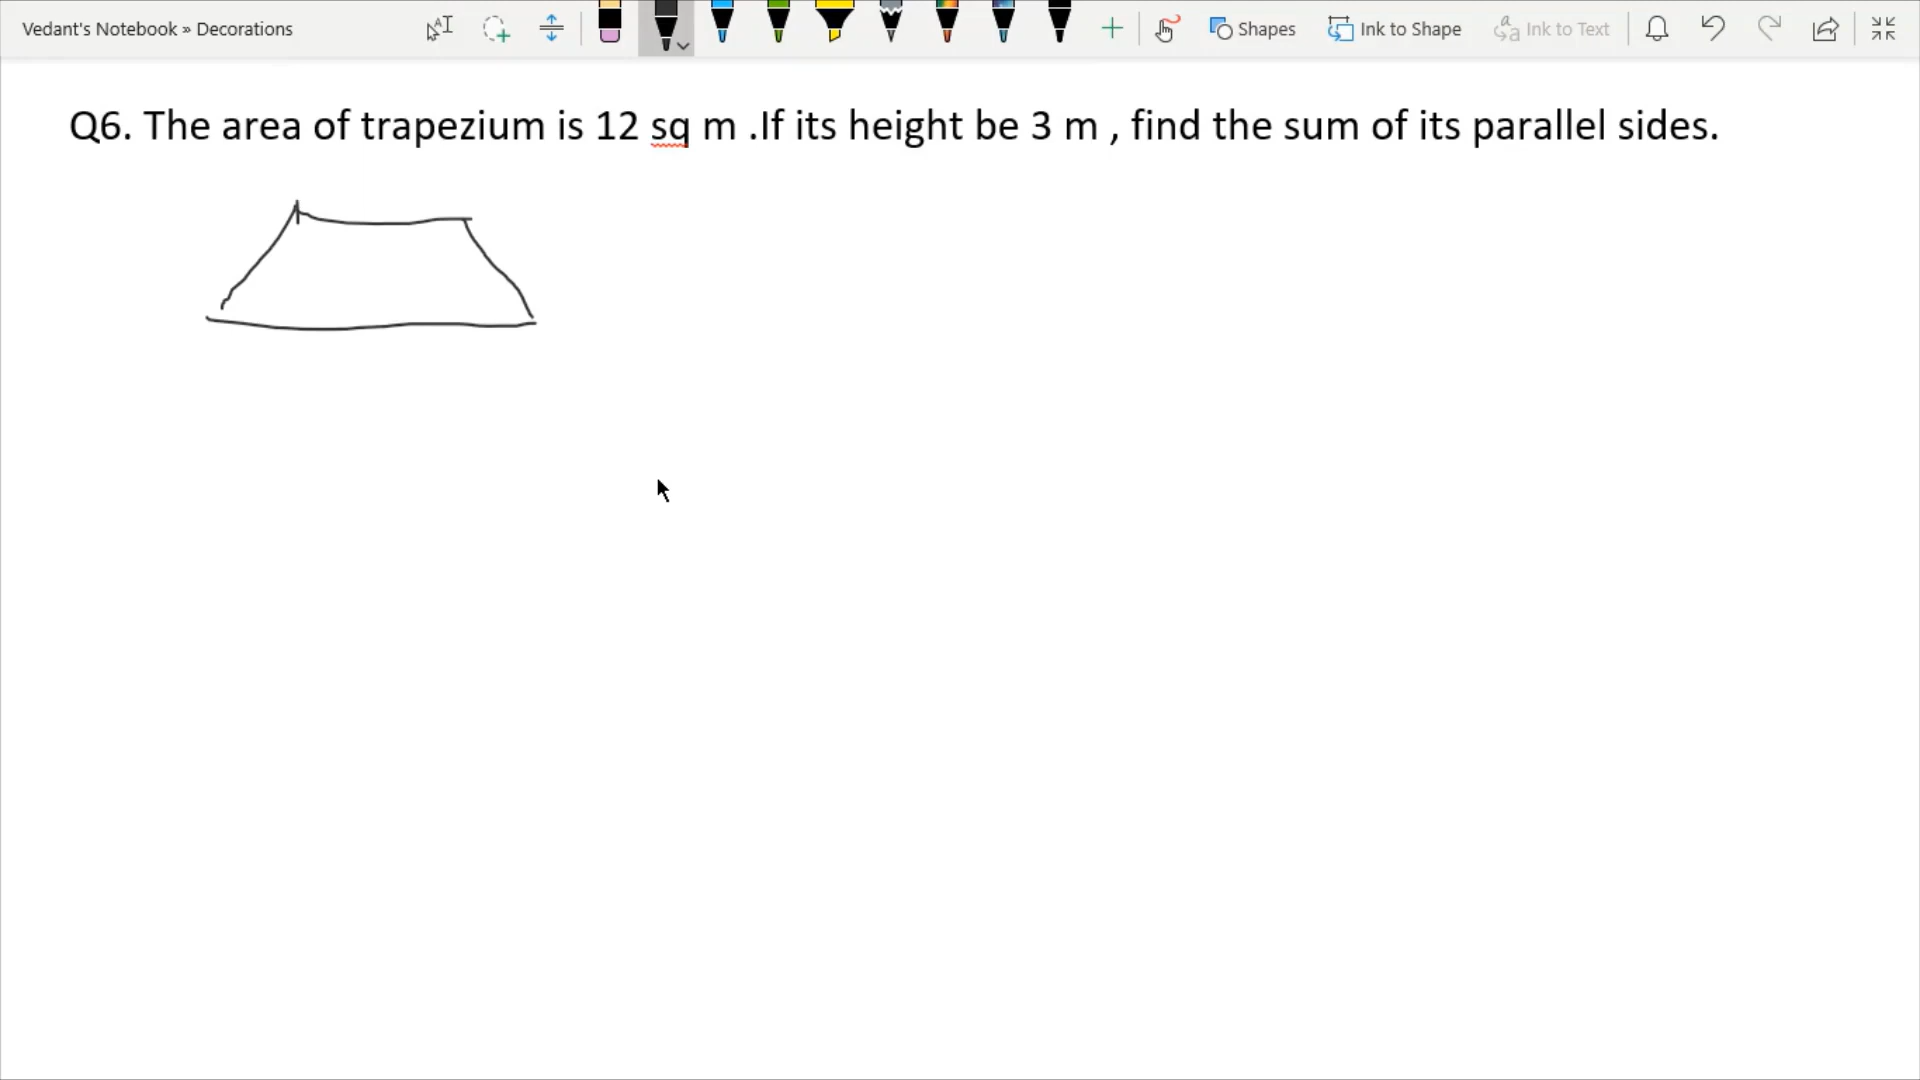 Vedant's Notebook » Decorations
Shapes
Ink to Shape
Ink to Text
Q6. The area of trapezium is 12 sq m .If its height be 3 m , find the sum of its parallel sides.